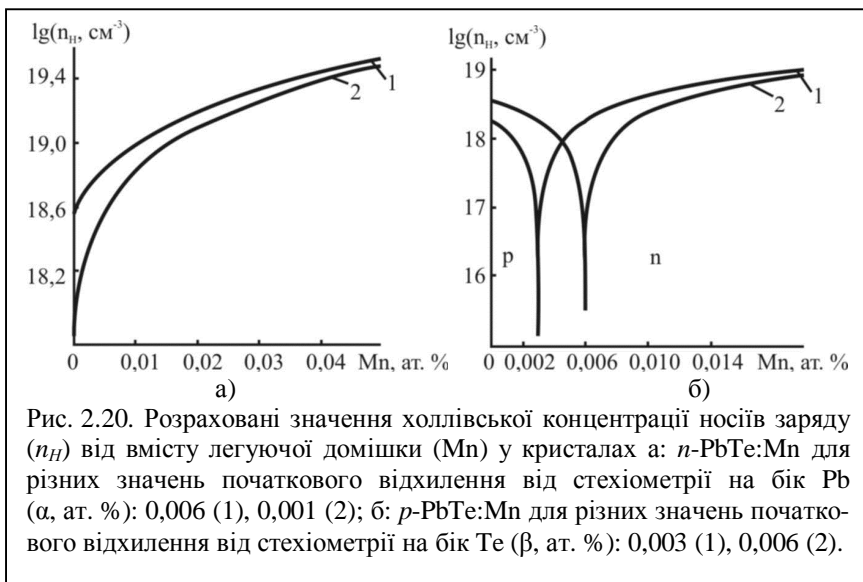 lg(nн, см-3)
19,4
19,0
18,6
18,2
1
2
0 0,01 0,02 0,03 0,04 Mn, ат. %
а)
lg(nн, см-3)
19
18
17
16
1
2
p
n
0 0,002 0,006 0,010 0,014 Mn, ат. %
б)
Рис. 2.20. Розраховані значення холлівської концентрації носіїв заряду
(nH) від вмісту легуючої домішки (Mn) у кристалах а: n-PbTe:Mn для
різних значень початкового відхилення від стехіометрії на бік Pb
(α, ат. %): 0,006 (1), 0,001 (2); б: p-PbTe:Mn для різних значень початко-
вого відхилення від стехіометрії на бік Те (β, ат. %): 0,003 (1), 0,006 (2).